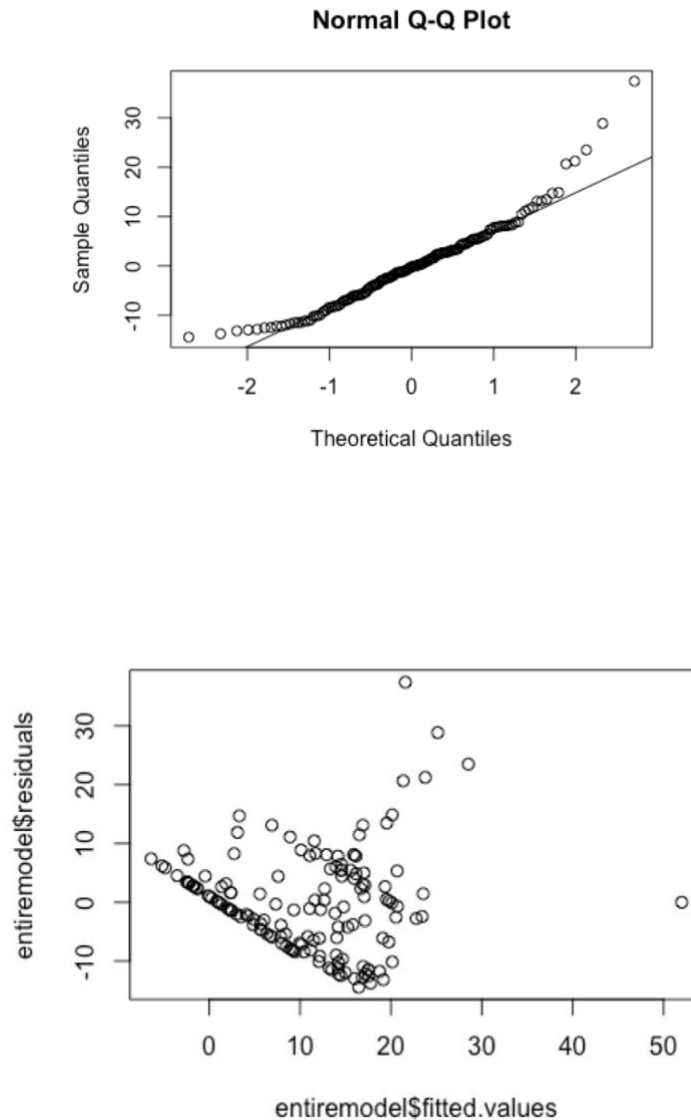 Normal Q-Q Plot
Sample Quantiles
30
20
10
0
-10
-2 -1 0 1 2
Theoretical Quantiles
entiremodel$residuals
30
20
10
0
-10
0 10 20 30 40 50
entiremodel$fitted.values